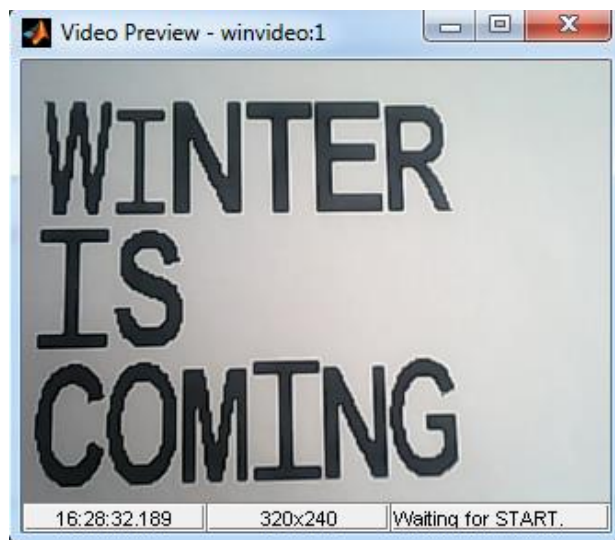 Video Preview - winvideo:1
WINTER
IS
COMING
16:28:32.189 320x240 Waiting for START.